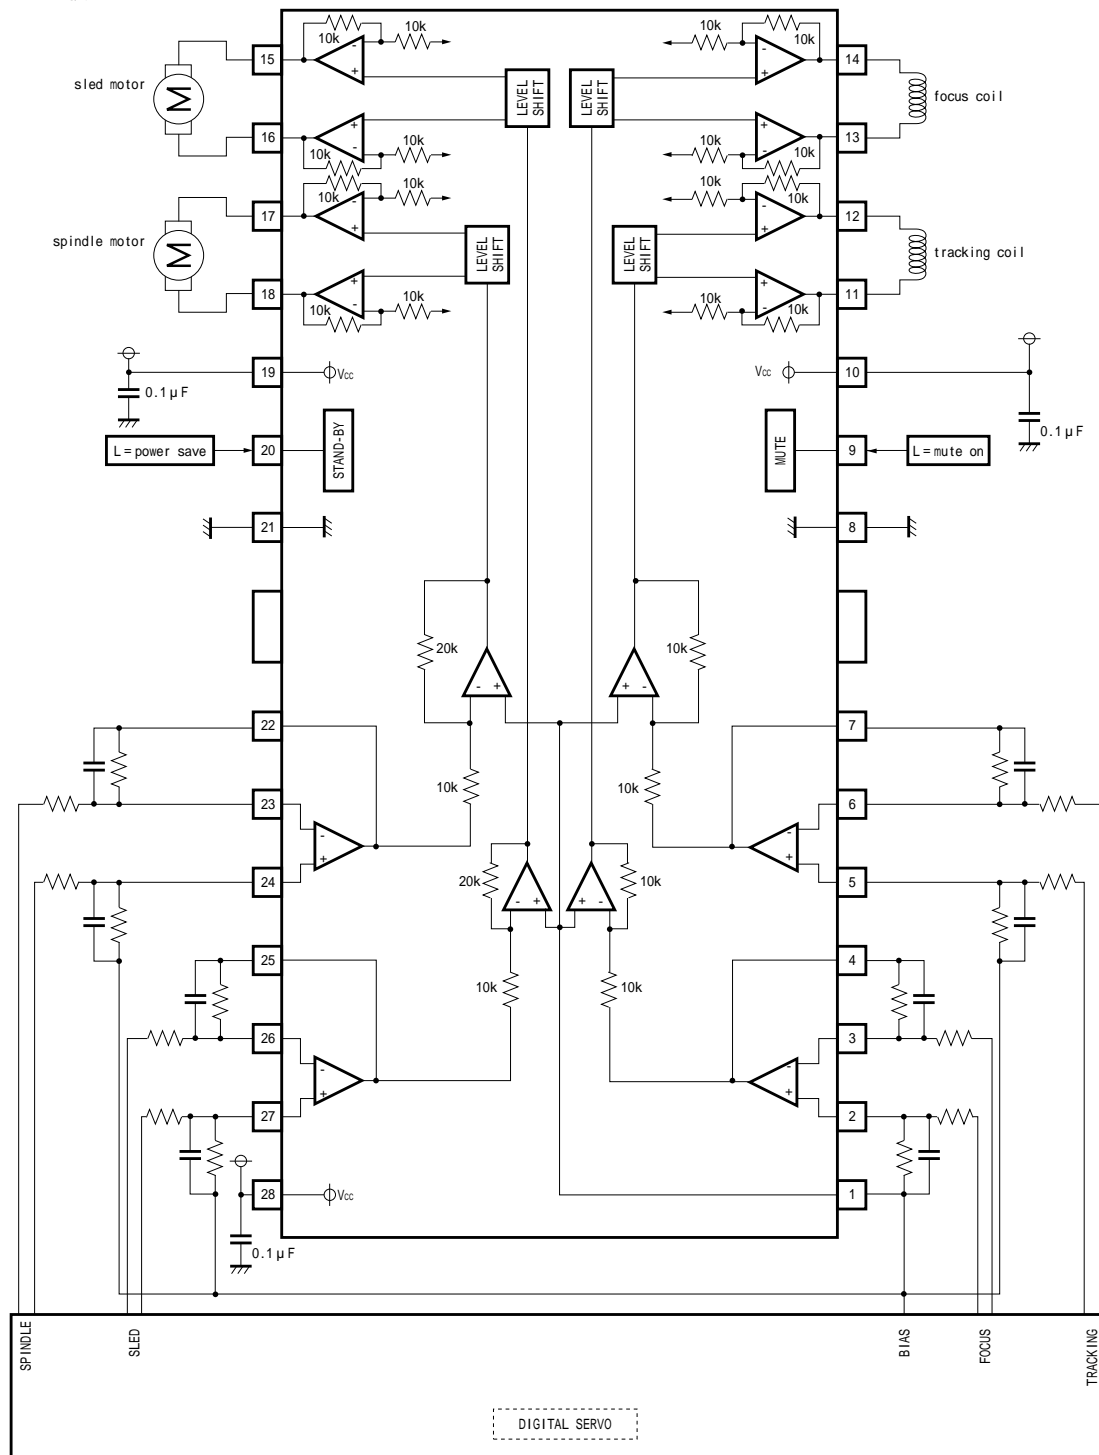 10k 10k
10k 10k
15 14
sled motor
M
LEVEL SHIFT
LEVEL SHIFT
focus coil
16 13
10k 10k
10k 10k
10k 10k
10k 10k
17 12
spindle motor
M
LEVEL SHIFT
LEVEL SHIFT
tracking coil
18 11
10k 10k
10k 10k
19 Vcc
Vcc 10
0.1μF
0.1μF
L=power save 20 STAND-BY
MUTE 9 L=mute on
21 8
20k 10k
- + + -
22 7
10k 10k
23 6
- -
+ +
24 5
20k 10k
- + + -
25 4
10k 10k
26 3
- -
+ +
27 2
28 Vcc 1
0.1μF
SPINDLE
SLED
BIAS
FOCUS
TRACKING
DIGITAL SERVO